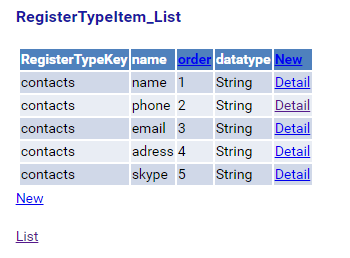 RegisterTypeItem_List
RegisterTypeKey name order datatype New
contacts name 1 String Detail
contacts phone 2 String Detail
contacts email 3 String Detail
contacts adress 4 String Detail
contacts skype 5 String Detail
New
List